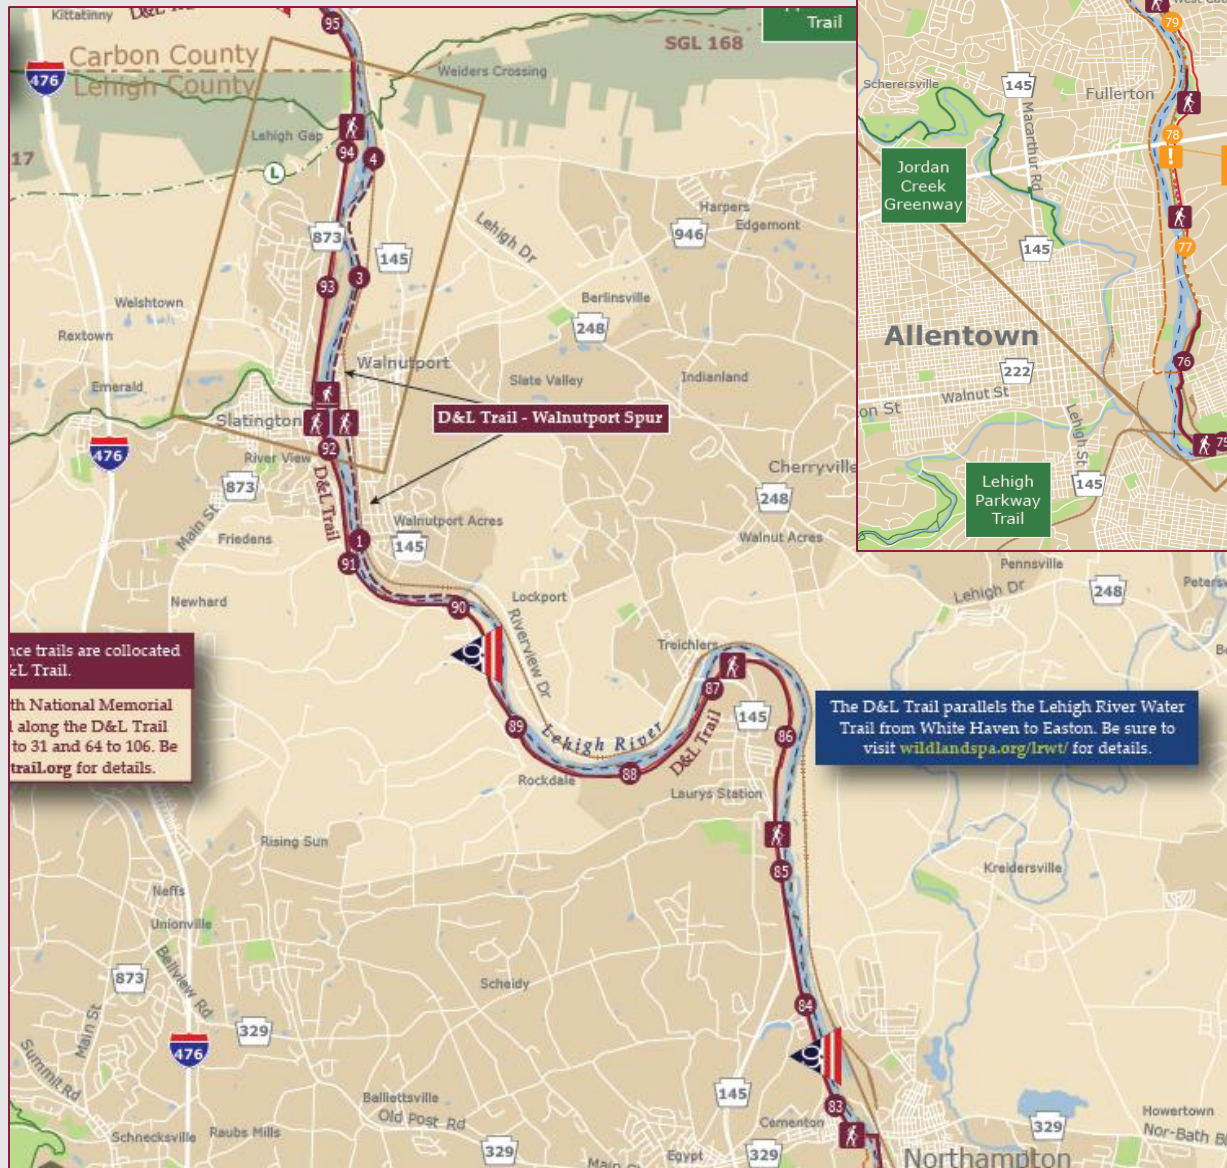 Kittatinny
D&L Tra
95
Trail
SGL 168
Carbon County
Lehigh County
476
Weiders Crossing
Lehigh Gap
17
94
4
L
873
145
Lehigh Dr
946
Harpers
Edgemont
93
3
Welshtown
Berlinsville
248
Rextown
Walnutport
Emerald
Slate Valley
Indianland
Slatington
D&L Trail - Walnutport Spur
92
476
River View
873
D&L Trail
Cherryville
248
Main St
Friedens
Walnutport Acres
145
Walnut Acres
1
91
Newhard
90
Lockport
Riverview Dr
Pennsville
Lehigh Dr
248
Peters
Be
nce trails are collocated
&L Trail.
th National Memorial
l along the D&L Trail
to 31 and 64 to 106. Be
trail.org for details.
9
Treichlers
87
145
89
Lehigh River
D&L Trail
86
88
Rockdale
Laurys Station
The D&L Trail parallels the Lehigh River Water
Trail from White Haven to Easton. Be sure to
visit wildlandspa.org/lrwt/ for details.
Rising Sun
85
Kreidersville
Neffs
Unionville
Bellview Rd
873
Scheidy
84
Main St
329
476
Summit Rd
9
145
83
Balliettsville
Old Post Rd
Cementon
329
Howertown
Nor-Bath B
Schnecksville
Raubs Mills
329
Egypt
329
Northampton
Main S
79
Scherersville
145
Macarthur Rd
Fullerton
78
!
Jordan
Creek
Greenway
145
77
Allentown
76
222
Walnut St
on St
Lehigh St
75
145
Lehigh
Parkway
Trail